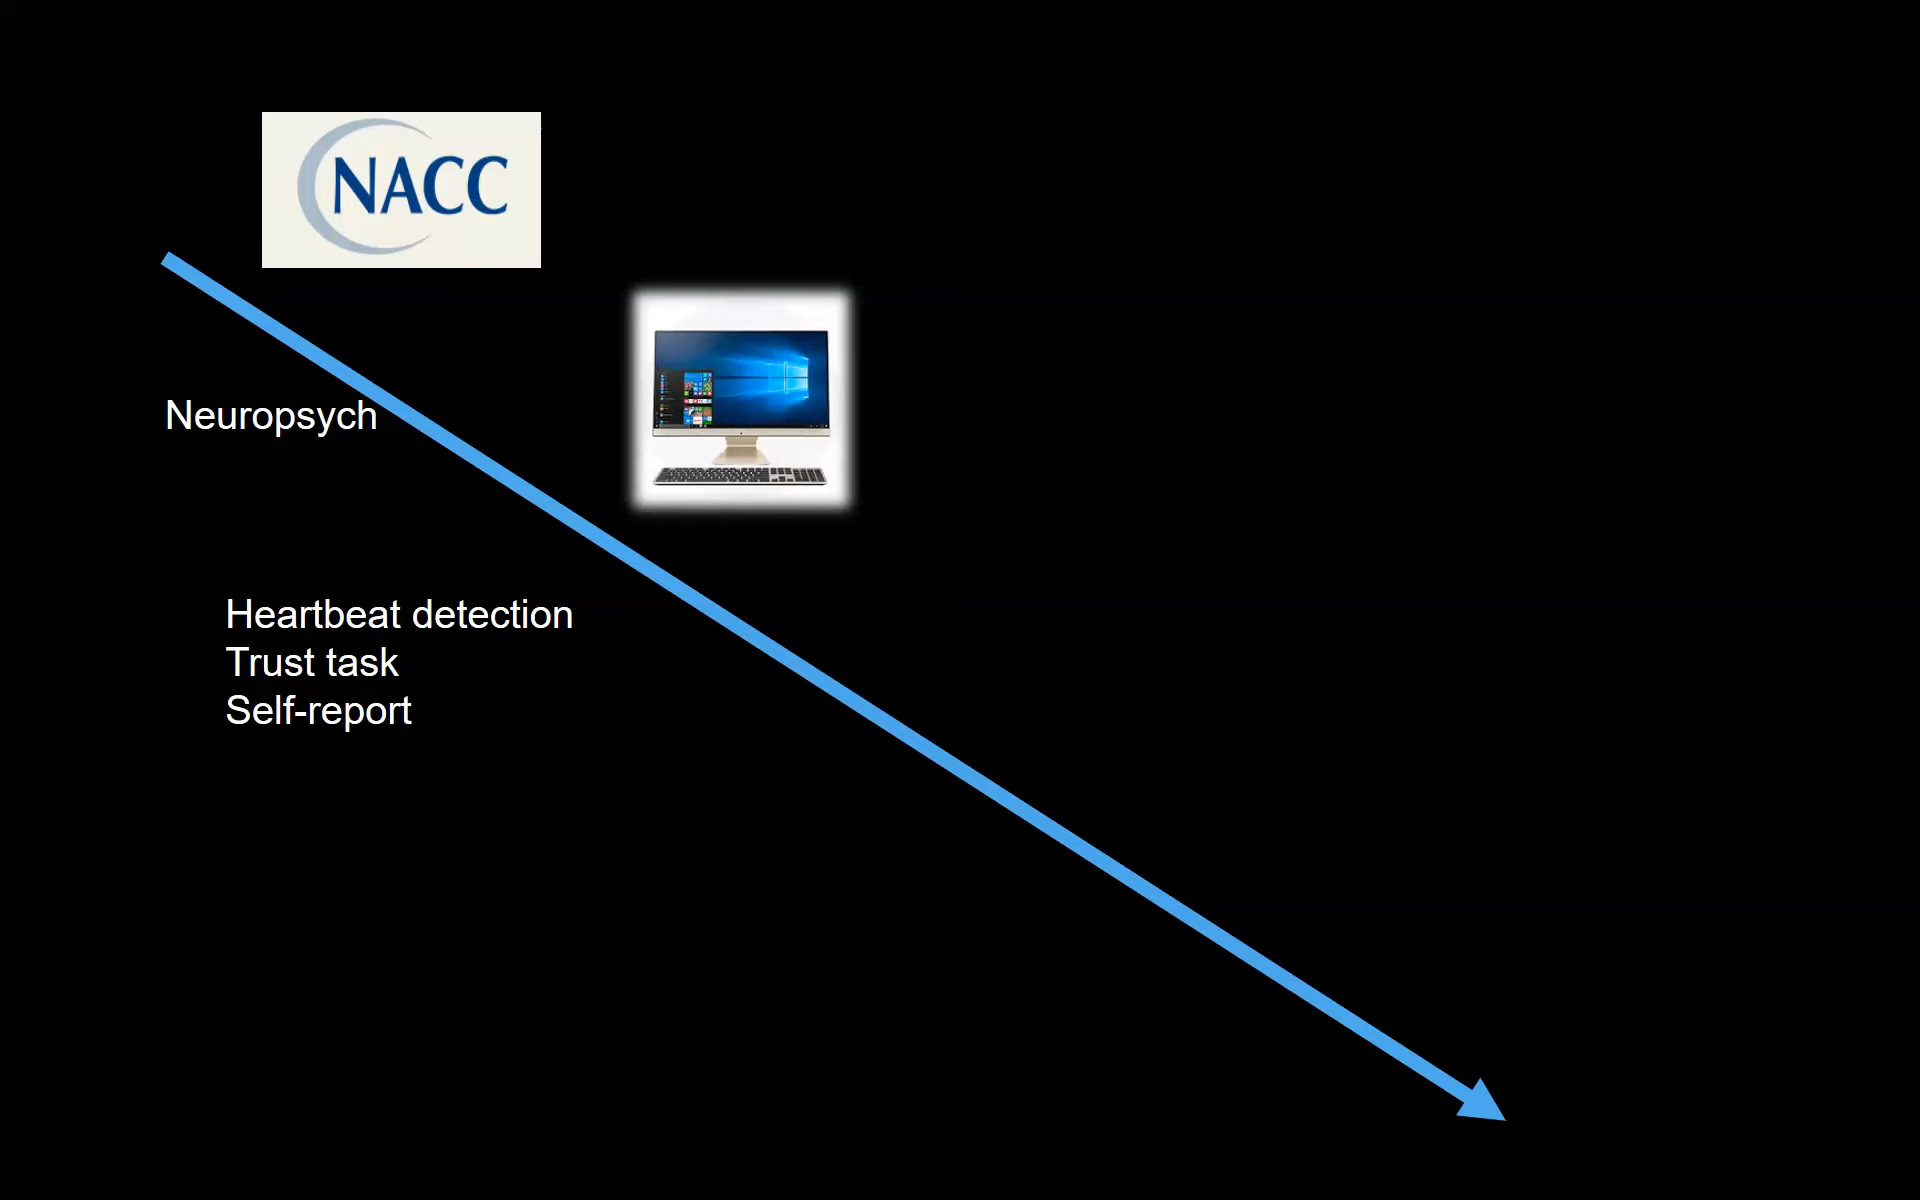 NACC
Neuropsych
Heartbeat detection
Trust task
Self-report